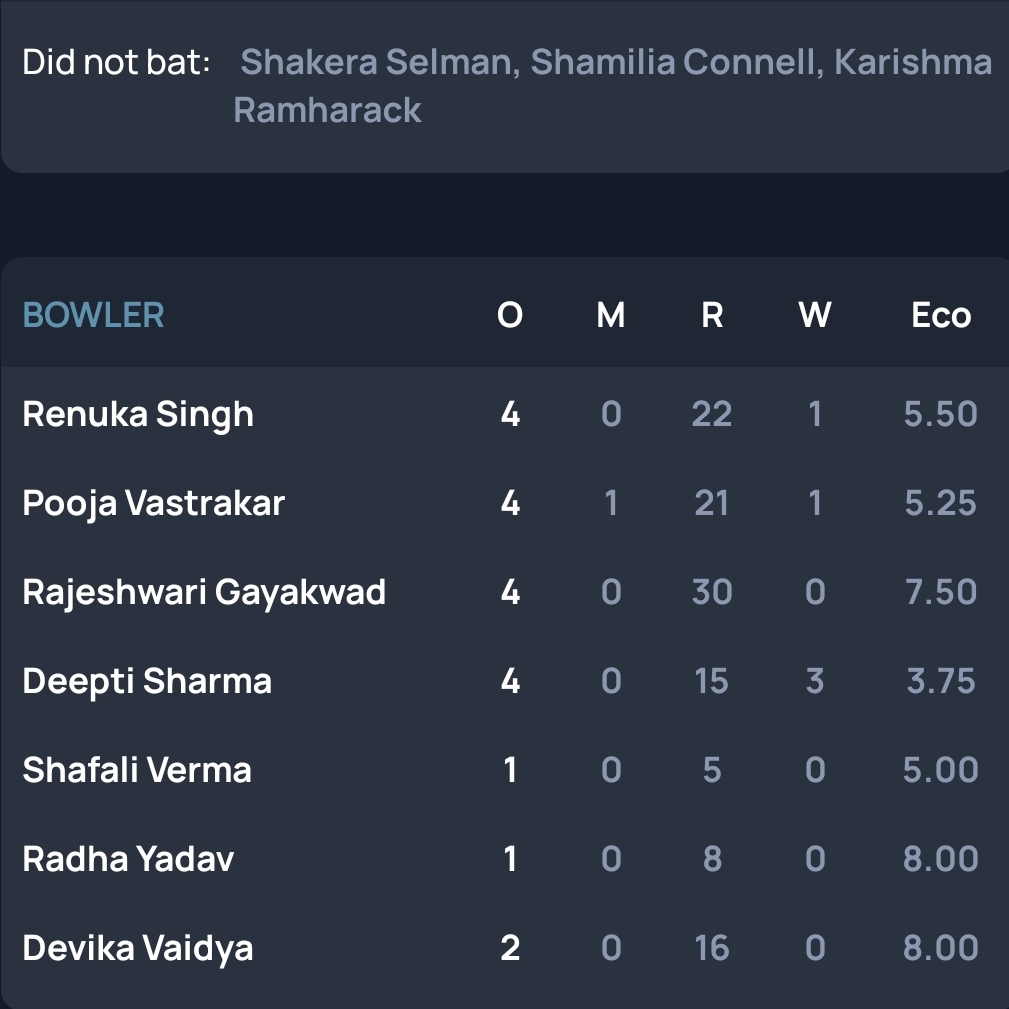 Did not bat: Shakera Selman, Shamilia Connell, Karishma
Ramharack
BOWLER O M R W Eco
Renuka Singh 4 0 22 1 5.50
Pooja Vastrakar 4 1 21 1 5.25
Rajeshwari Gayakwad 4 0 30 0 7.50
Deepti Sharma 4 0 15 3 3.75
Shafali Verma 1 0 5 0 5.00
Radha Yadav 1 0 8 0 8.00
Devika Vaidya 2 0 16 0 8.00